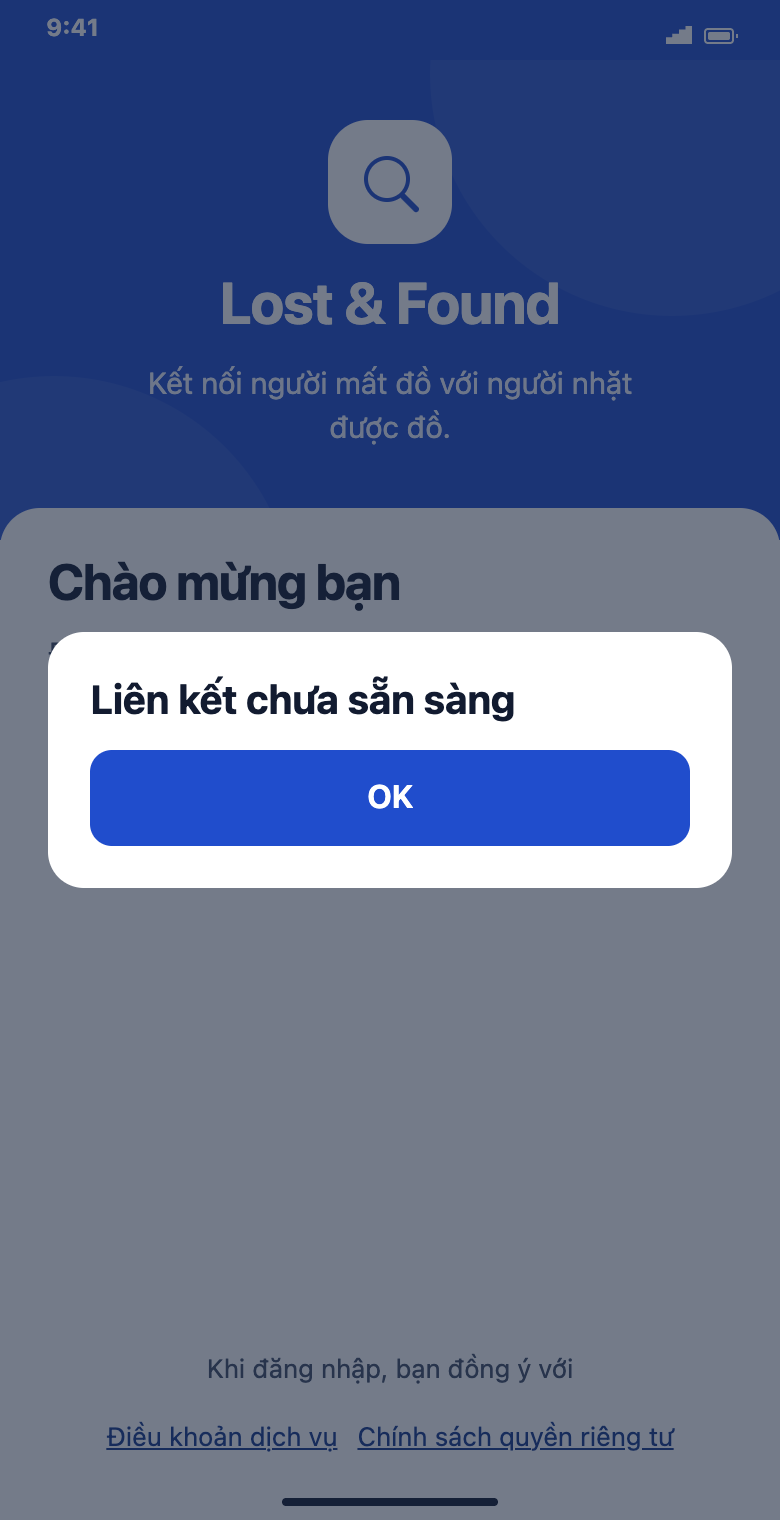 9:41
Lost & Found
Kết nối người mất đồ với người nhặt
được đồ.
Chào mừng bạn
Liên kết chưa sẵn sàng
OK
Khi đăng nhập, bạn đồng ý với
Điều khoản dịch vụ Chính sách quyền riêng tư